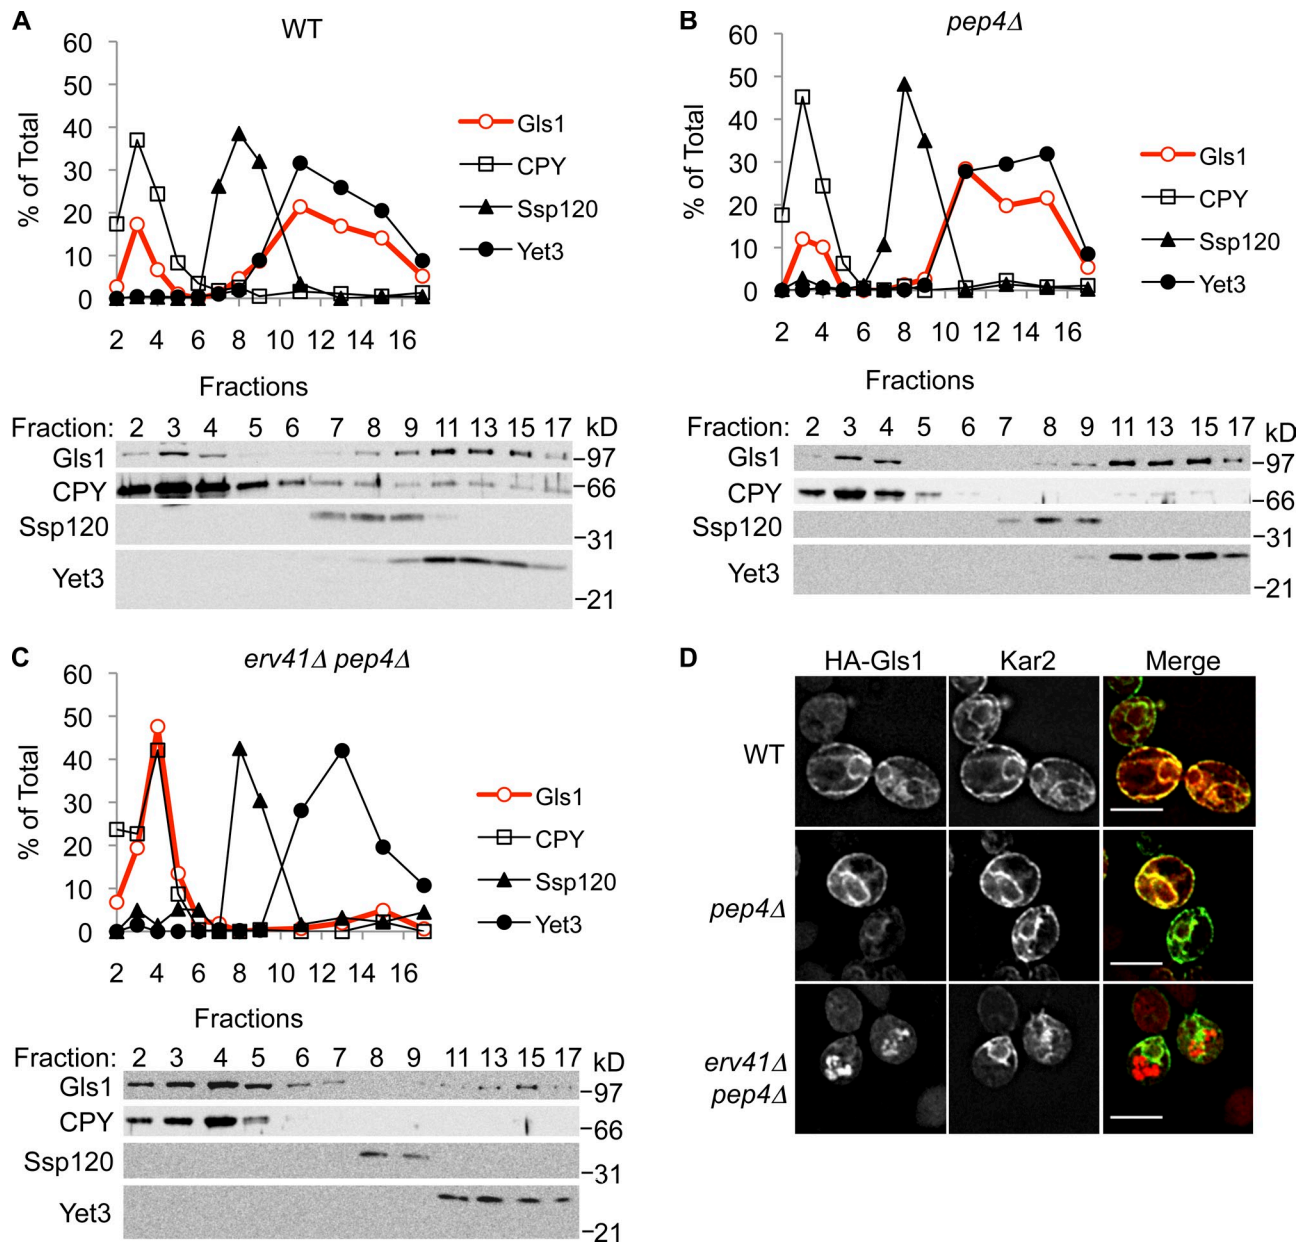 A
WT
60
50
40
30
20
10
0
% of Total
2 4 6 8 10 12 14 16
Fractions
Gls1
CPY
Ssp120
Yet3
Fraction: 2 3 4 5 6 7 8 9 11 13 15 17 kD
Gls1 –97
CPY –66
Ssp120 –31
Yet3 –21
B
pep4Δ
60
50
40
30
20
10
0
% of Total
2 4 6 8 10 12 14 16
Fractions
Gls1
CPY
Ssp120
Yet3
Fraction: 2 3 4 5 6 7 8 9 11 13 15 17 kD
Gls1 –97
CPY –66
Ssp120 –31
Yet3 –21
C
erv41Δ pep4Δ
60
50
40
30
20
10
0
% of Total
2 4 6 8 10 12 14 16
Fractions
Gls1
CPY
Ssp120
Yet3
Fraction: 2 3 4 5 6 7 8 9 11 13 15 17 kD
Gls1 –97
CPY –66
Ssp120 –31
Yet3 –21
D
HA-Gls1 Kar2 Merge
WT
pep4Δ
erv41Δ
pep4Δ